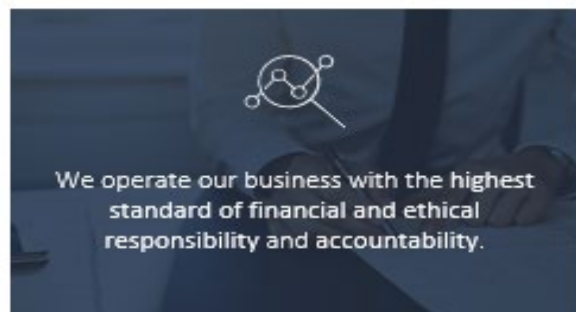 We operate our business with the highest
standard of financial and ethical
responsibility and accountability.